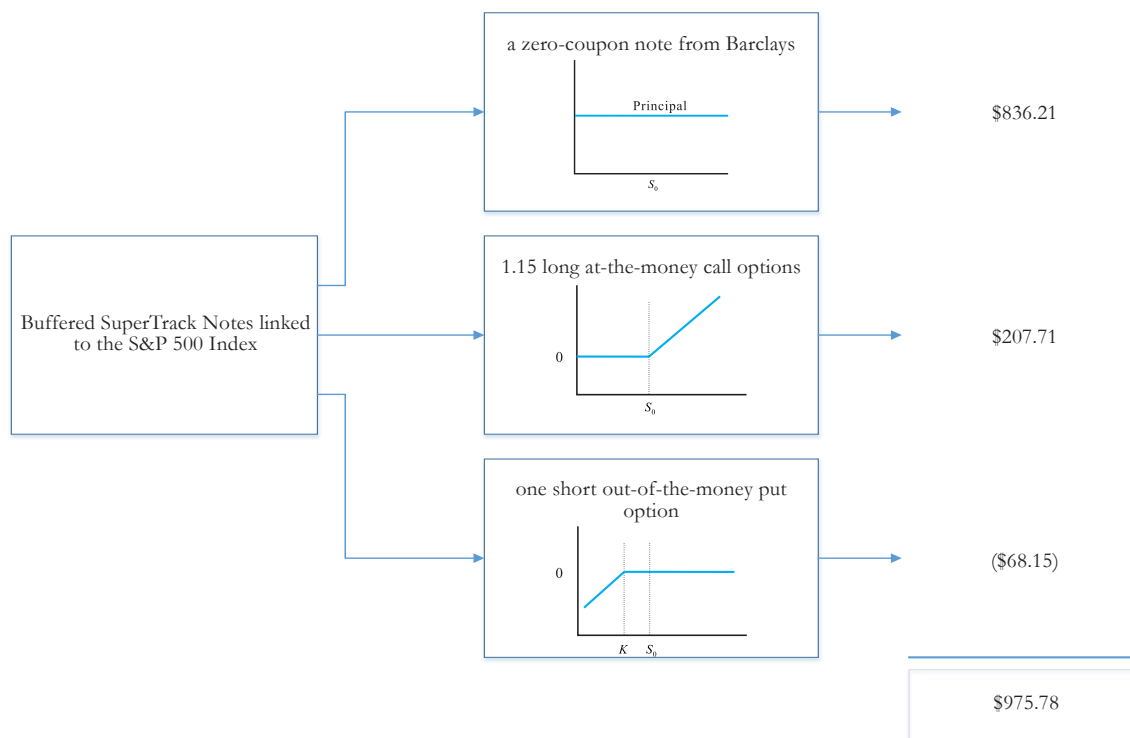 a zero-coupon note from Barclays
Principal
S₀
$836.21
1.15 long at-the-money call options
0
S₀
$207.71
Buffered SuperTrack Notes linked
to the S&P 500 Index
one short out-of-the-money put
option
0
K S₀
($68.15)
$975.78